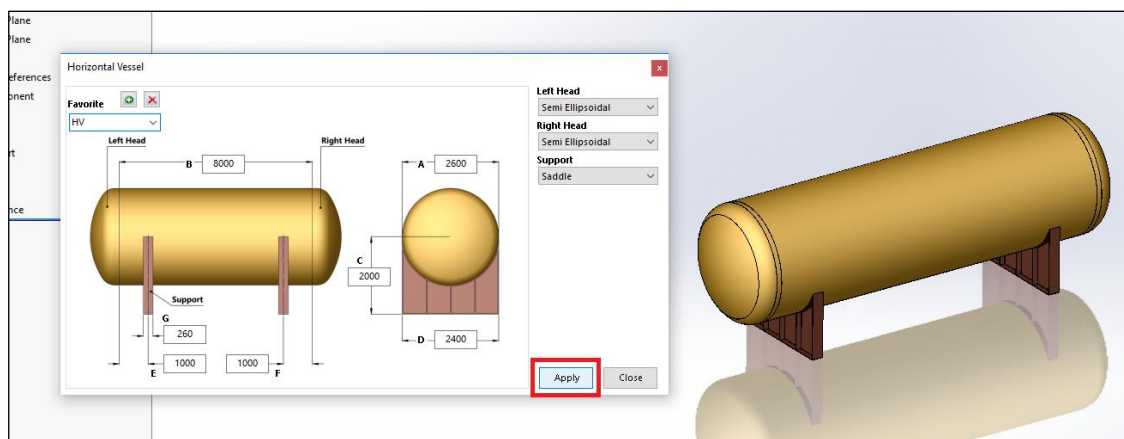 Plane
Plane
eferences
onent
rt
nce
Horizontal Vessel
x
Favorite
HV
Left Head
Right Head
B 8000
A 2600
C
2000
Support
G
260
D 2400
1000 1000
E F
Left Head
Semi Ellipsoidal
Right Head
Semi Ellipsoidal
Support
Saddle
Apply Close